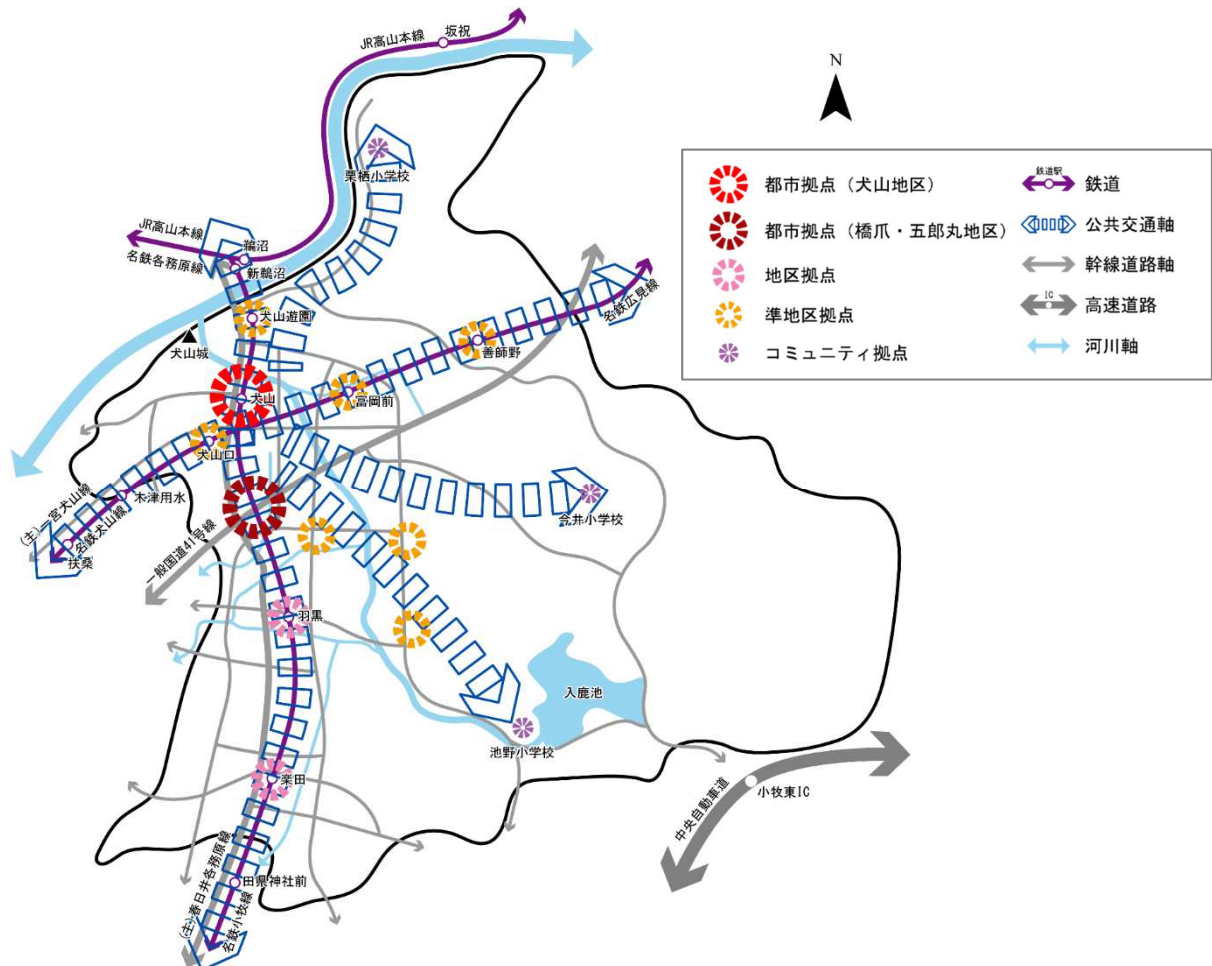 JR高山本線
坂祝
N
栗栖小学校
JR高山本線
鵜沼
名鉄各務原線
新鵜沼
犬山遊園
名鉄広見線
犬山城
善師野
犬山
富岡前
犬山口
木津用水
(主)一宮犬山線
名鉄犬山線
扶桑
今井小学校
一般国道41号線
羽黒
入鹿池
池野小学校
楽田
小牧東IC
中央自動車道
(主)春日井各務原線
田県神社前
名鉄小牧線
都市拠点（犬山地区）
都市拠点（橋爪・五郎丸地区）
地区拠点
準地区拠点
コミュニティ拠点
鉄道駅
鉄道
公共交通軸
幹線道路軸
IC
高速道路
河川軸